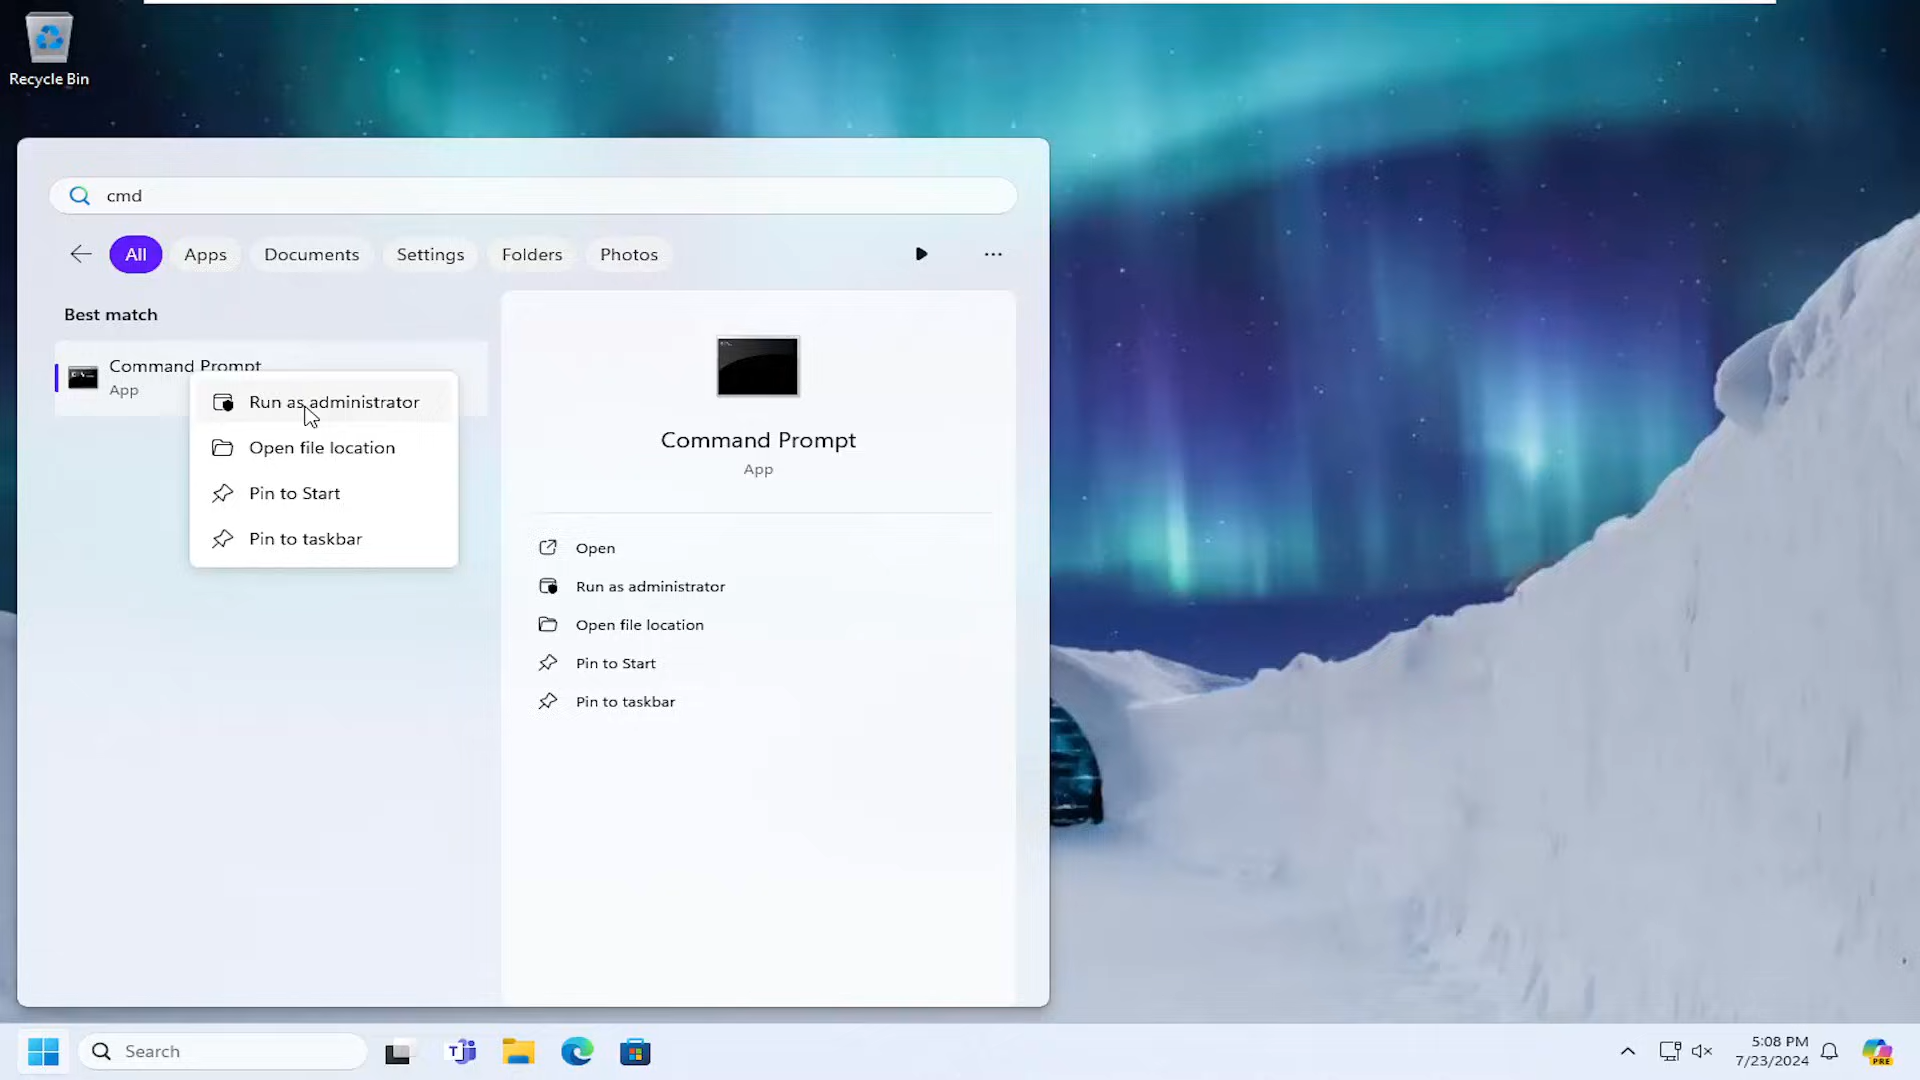 Recycle Bin
cmd
All
Apps
Documents
Settings
Folders
Photos
Best match
Command Prompt
App
Run as administrator
Open file location
Pin to Start
Pin to taskbar
Command Prompt
App
Open
Run as administrator
Open file location
Pin to Start
Pin to taskbar
Search
5:08 PM
7/23/2024
PRE